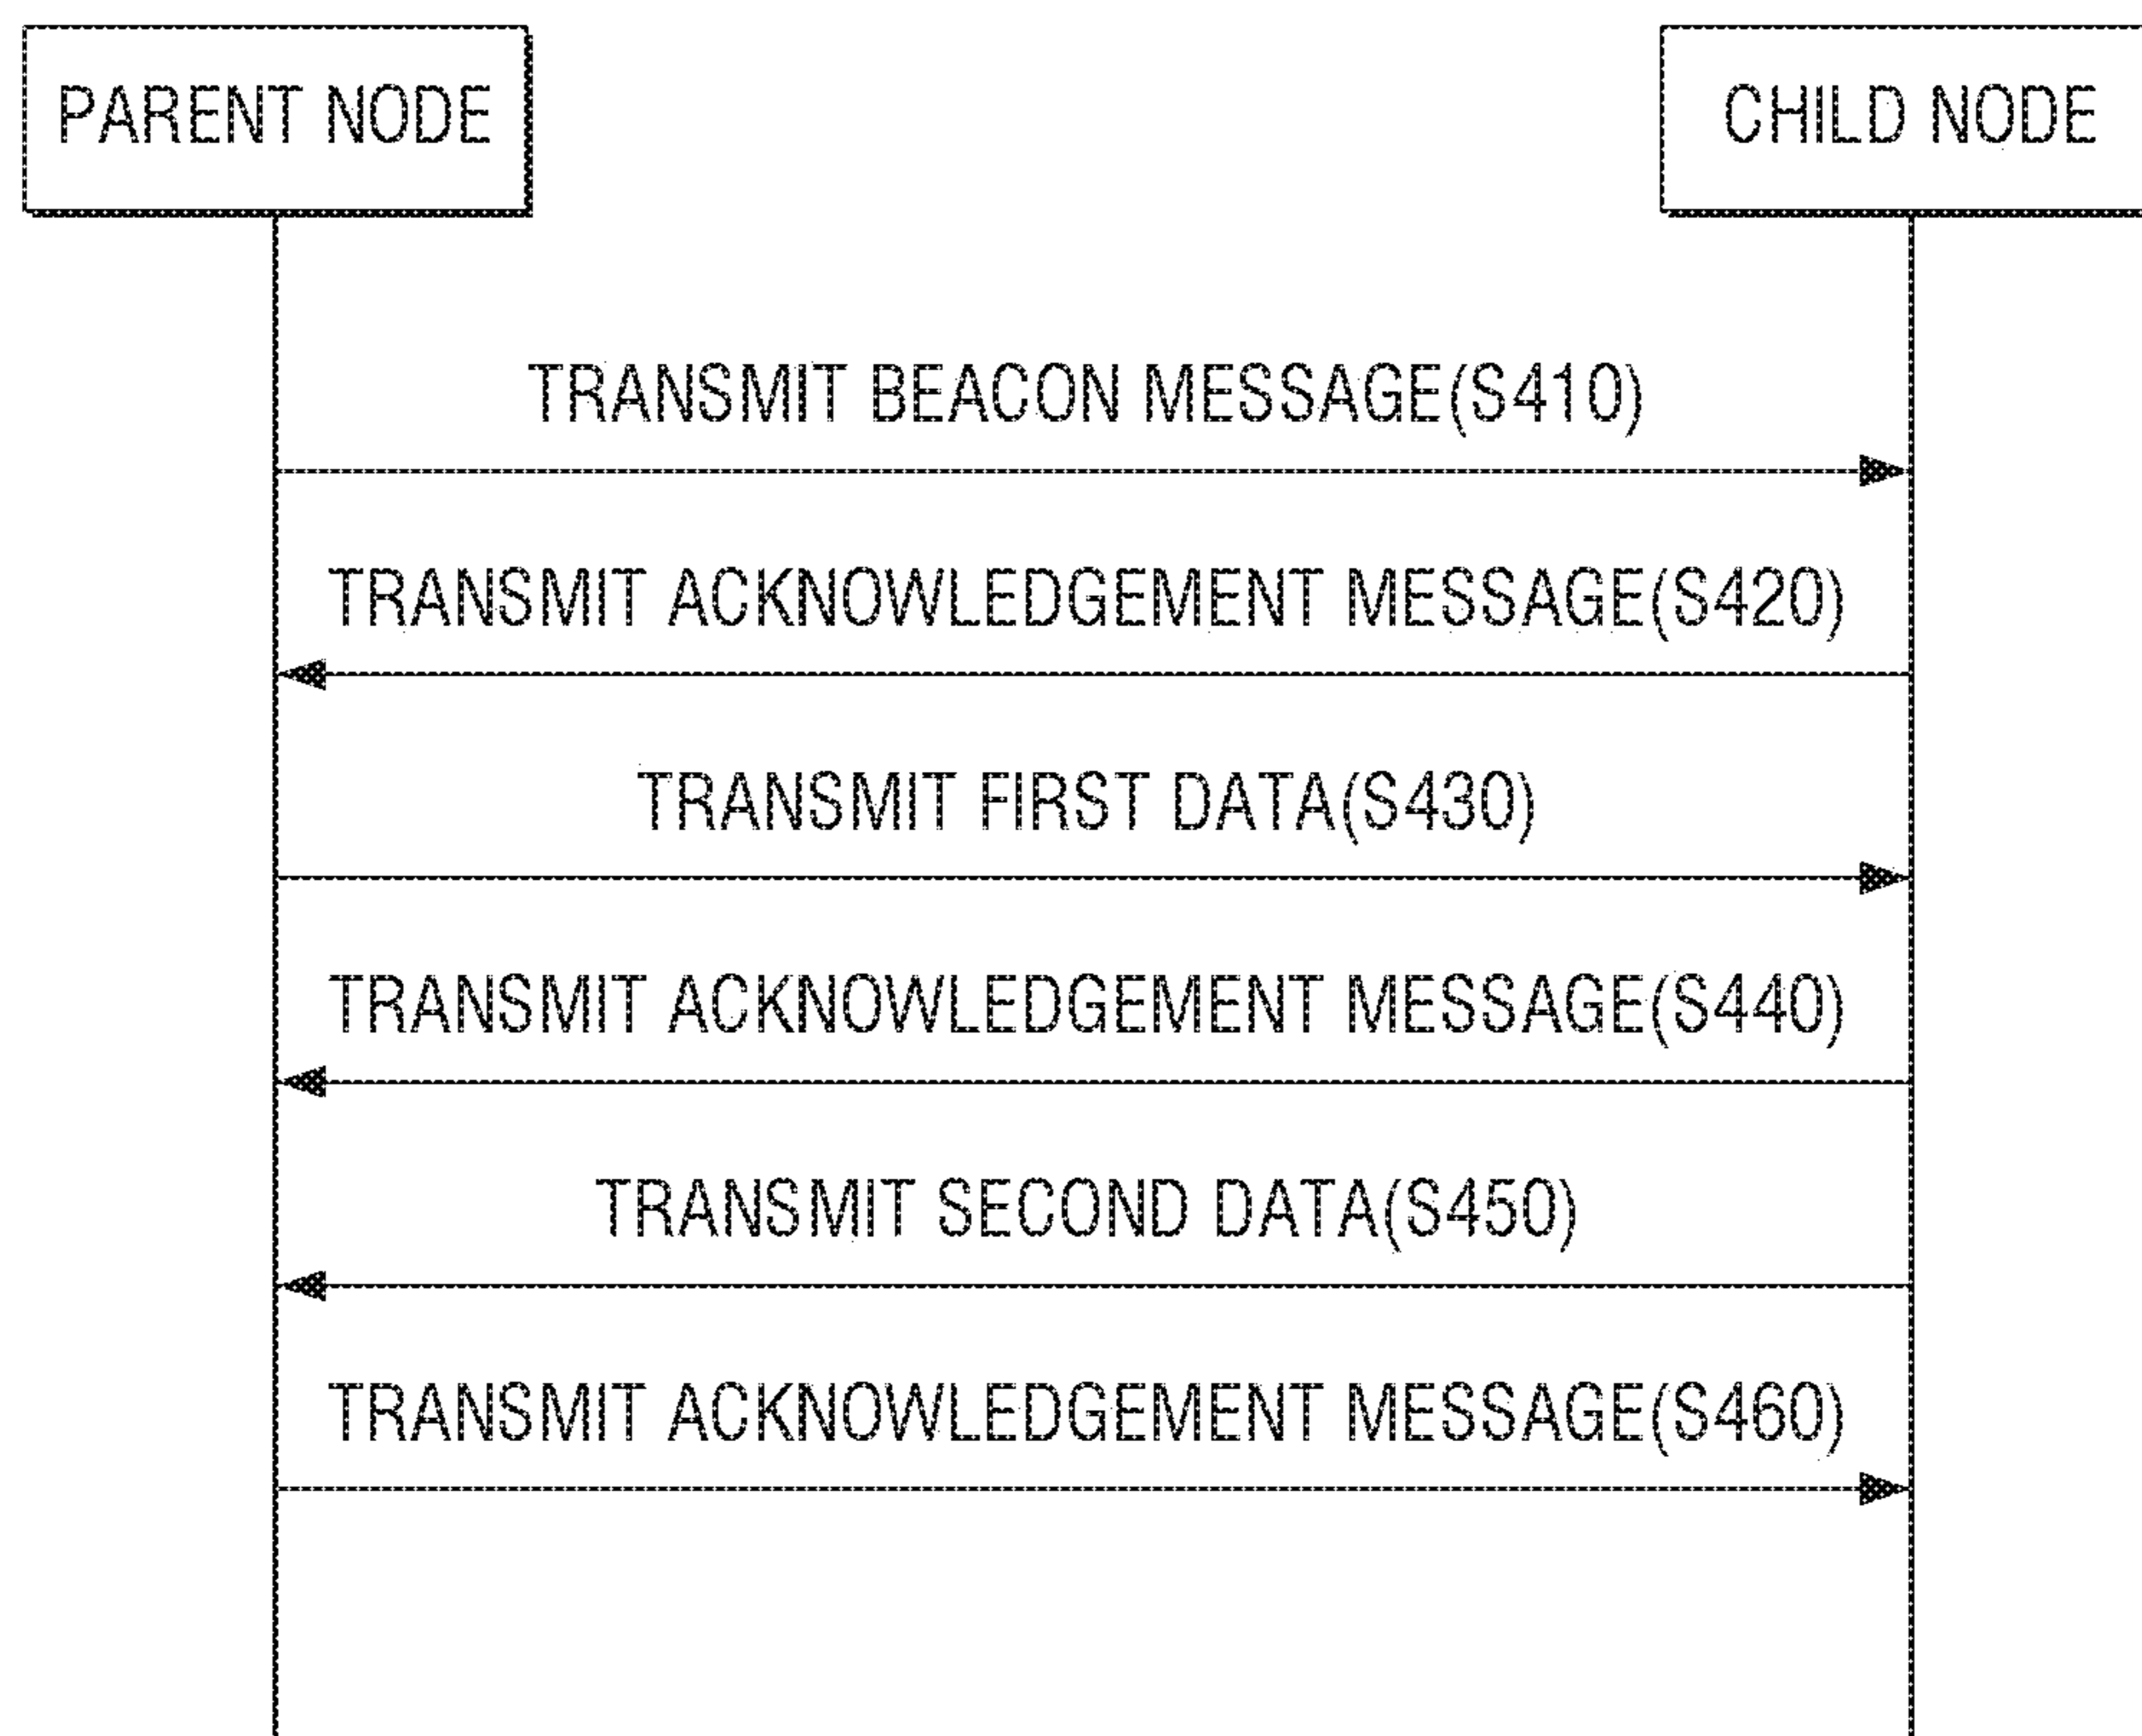 PARENT NODE
CHILD NODE
TRANSMIT BEACON MESSAGE(S410)
TRANSMIT ACKNOWLEDGEMENT MESSAGE(S420)
TRANSMIT FIRST DATA(S430)
TRANSMIT ACKNOWLEDGEMENT MESSAGE(S440)
TRANSMIT SECOND DATA(S450)
TRANSMIT ACKNOWLEDGEMENT MESSAGE(S460)